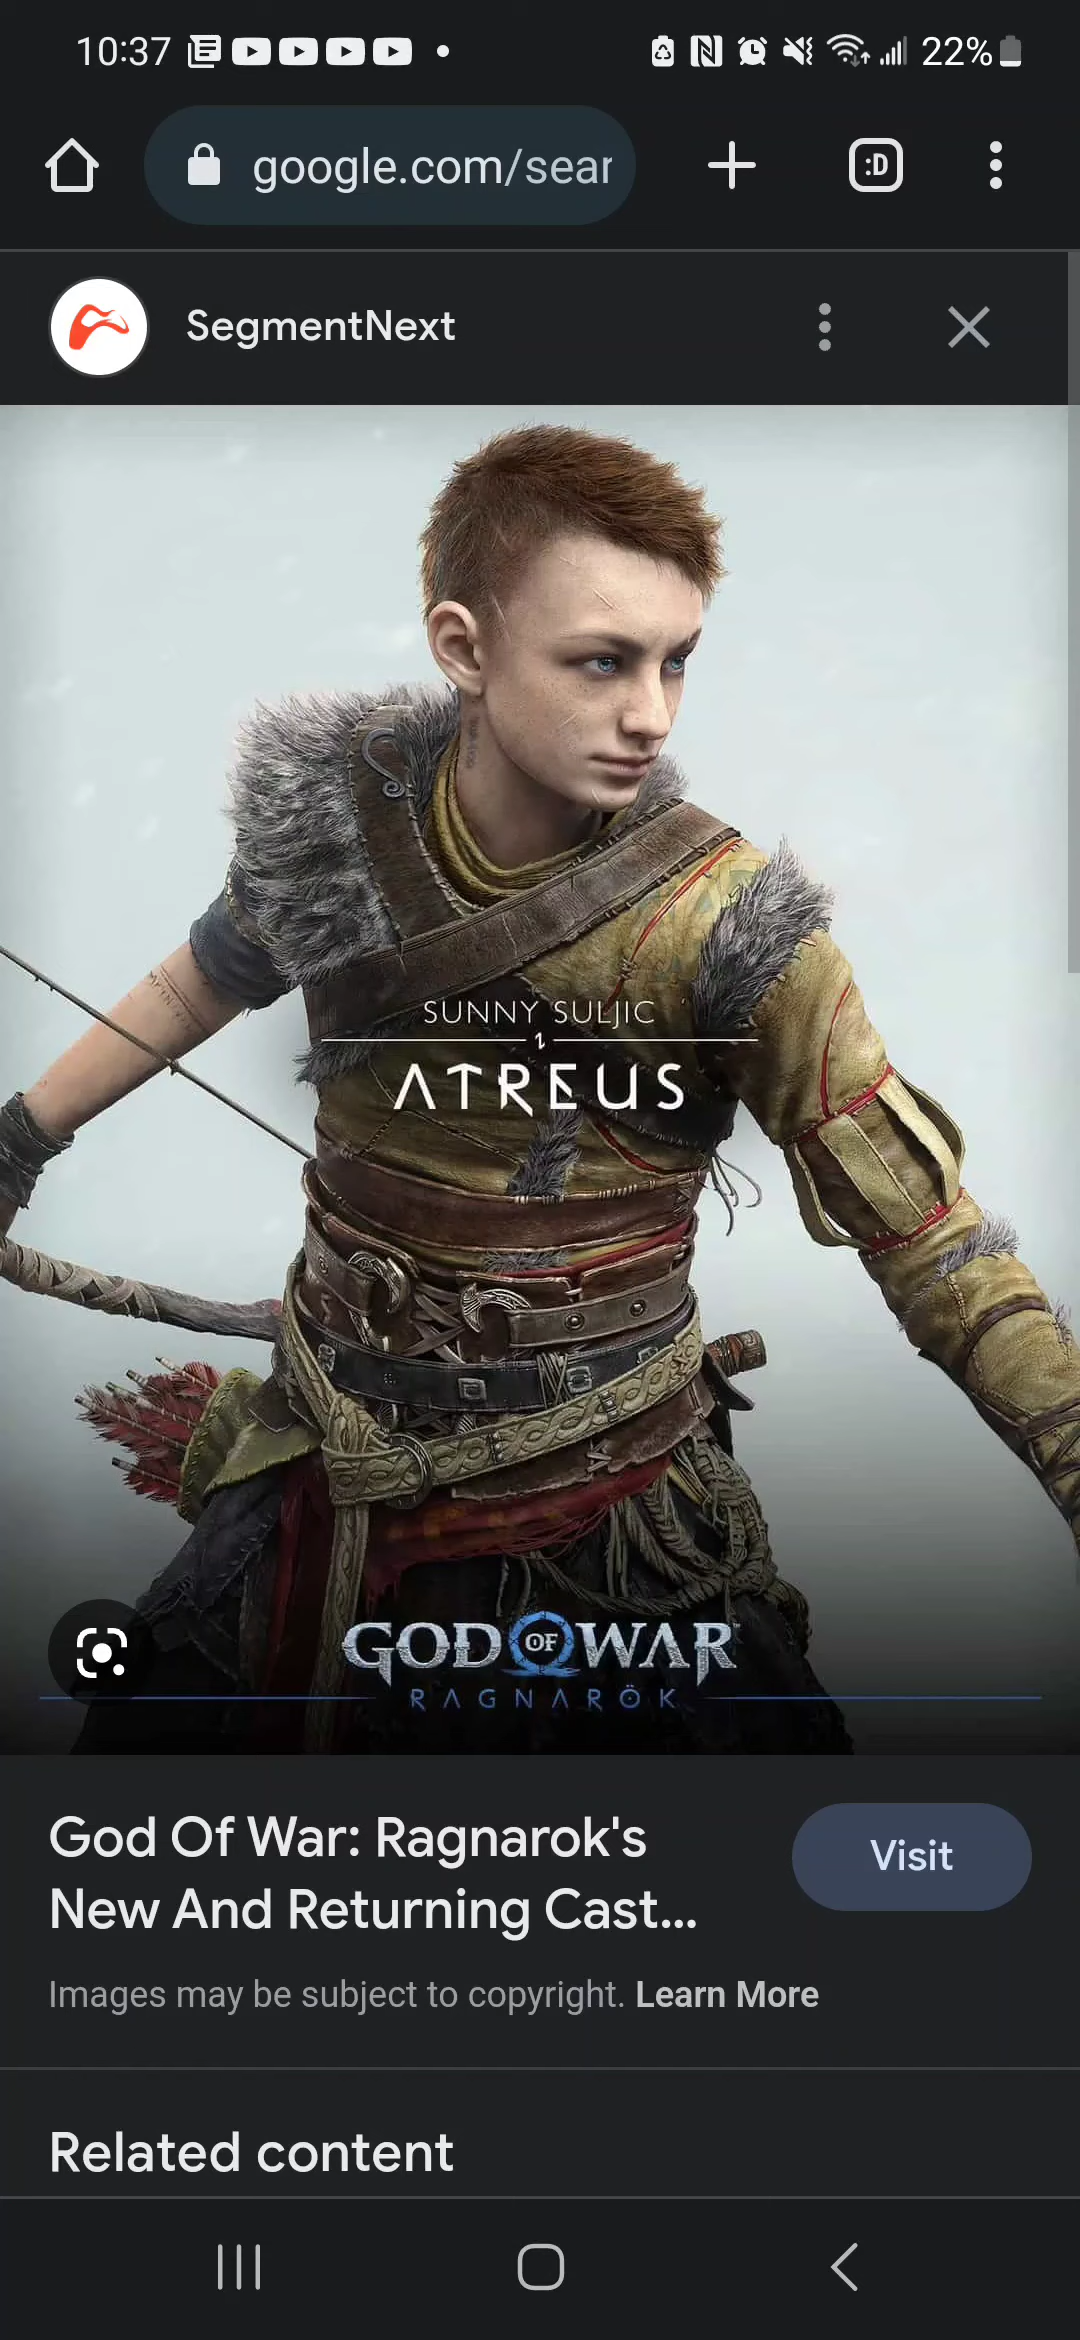 10:37
22%
google.com/sear
:D
SegmentNext
SUNNY SULJIC
ATREUS
GOD OF WAR
RAGNARÖK
God Of War: Ragnarok's
New And Returning Cast...
Visit
Images may be subject to copyright. Learn More
Related content